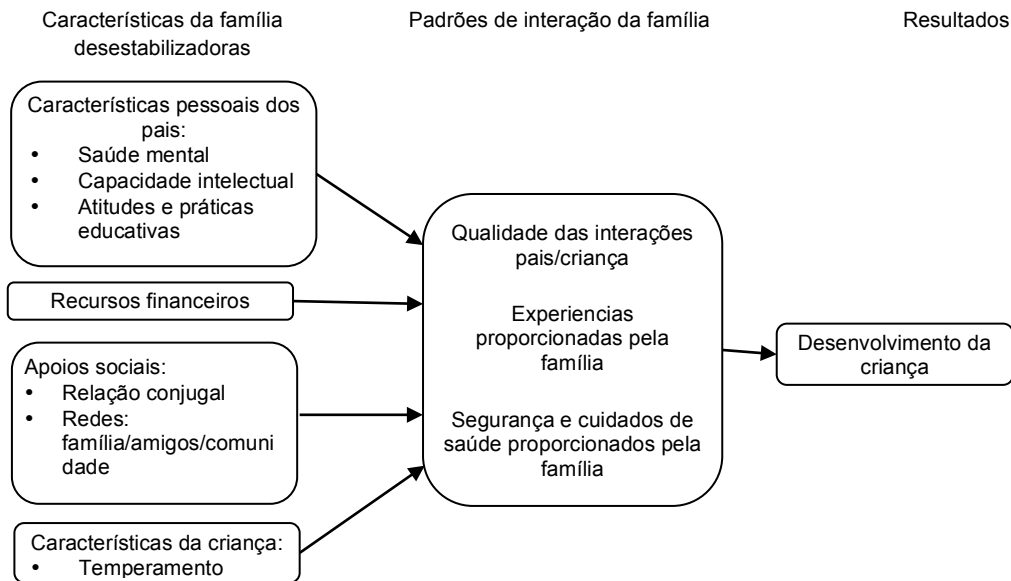 Características da família
desestabilizadoras
Padrões de interação da família
Resultados
Característícas pessoais dos
pais:
• Saúde mental
• Capacidade intelectual
• Atitudes e práticas
educativas
Recursos financeiros
Apoios sociais:
• Relação conjugal
• Redes:
família/amigos/comuni
dade
Características da criança:
• Temperamento
Qualidade das interações
pais/criança
Experiencias
proporcionadas pela
família
Segurança e cuidados de
saúde proporcionados pela
família
Desenvolvimento da
criança